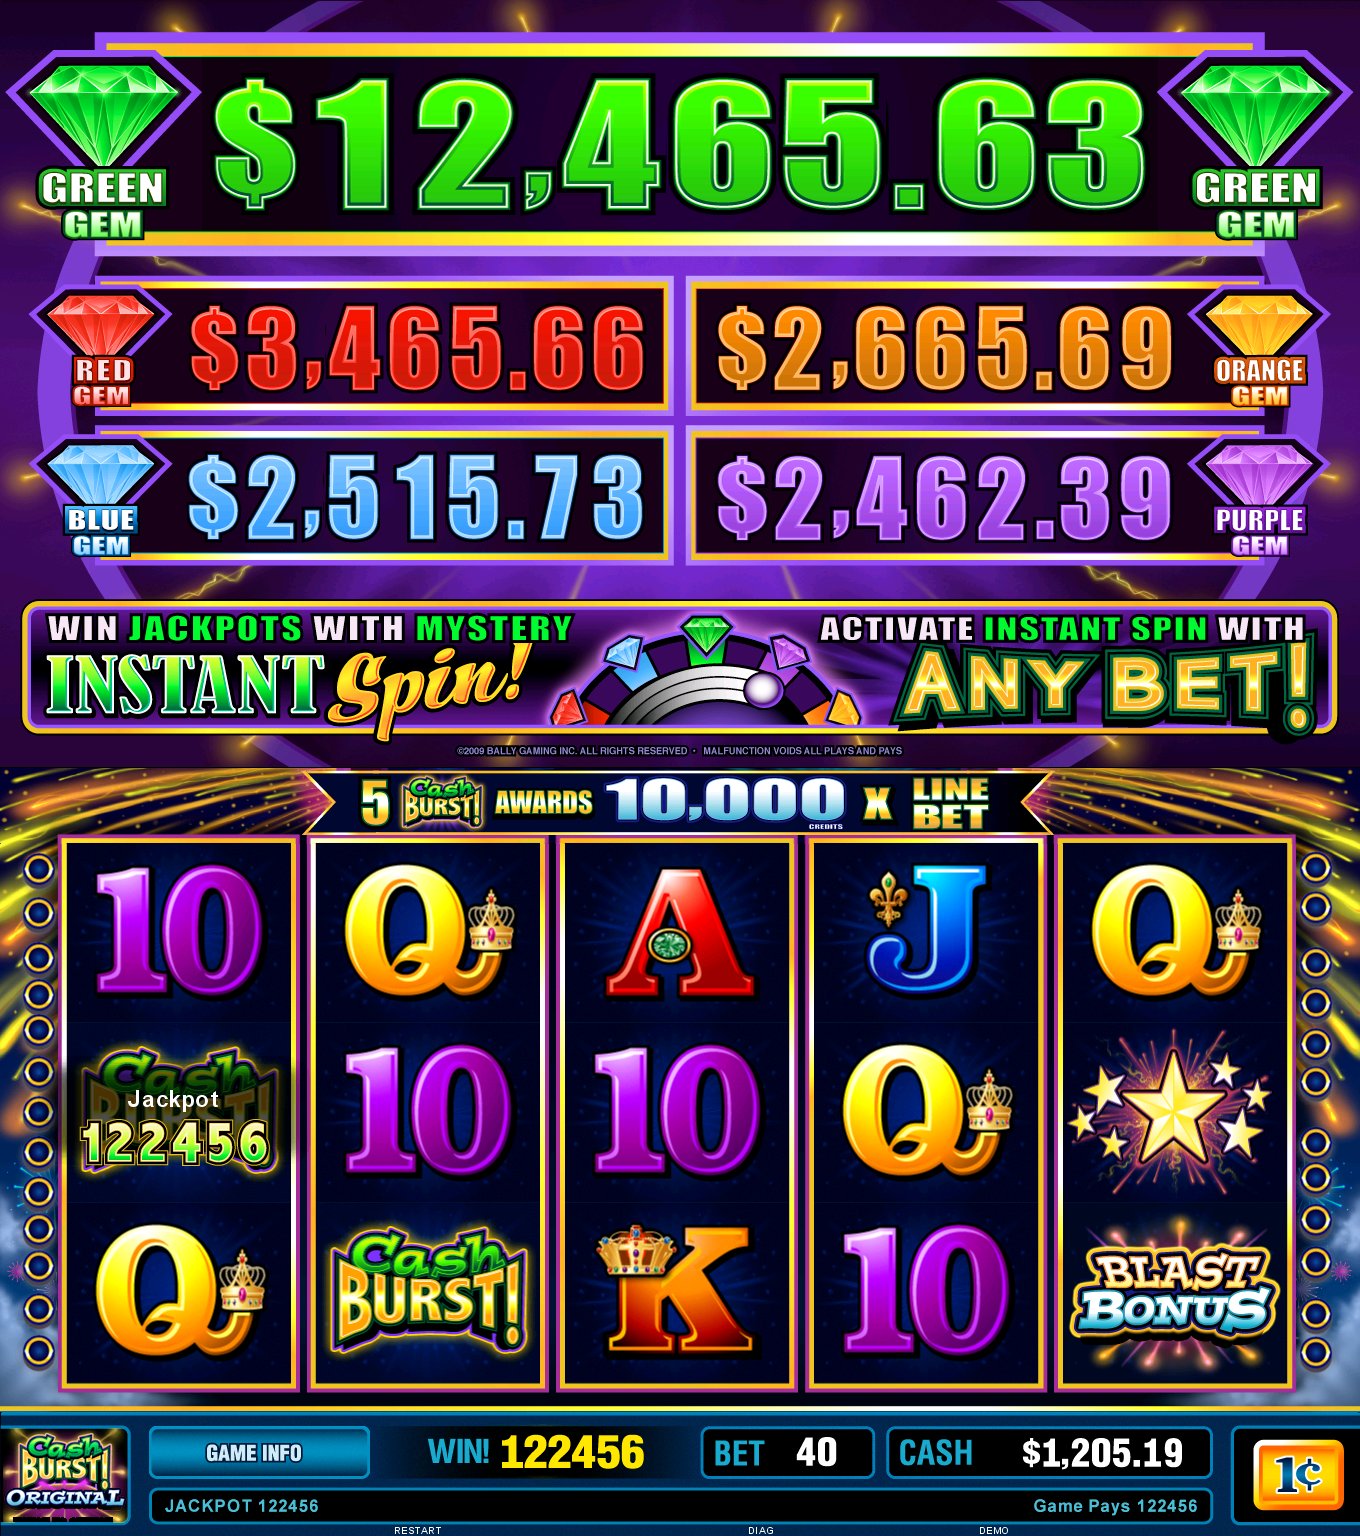 $12,465.63
GREEN GEM
GREEN GEM
$3,465.66
RED GEM
$2,665.69
ORANGE GEM
$2,515.73
BLUE GEM
$2,462.39
PURPLE GEM
WIN JACKPOTS WITH MYSTERY
INSTANT Spin!
ACTIVATE INSTANT SPIN WITH
ANY BET!
©2009 BALLY GAMING INC. ALL RIGHTS RESERVED • MALFUNCTION VOIDS ALL PLAYS AND PAYS
5 Cash BURST! AWARDS 10,000 CREDITS X LINE BET
10 Q A J Q
Cash BURST!
Jackpot
122456
10 10 Q
Q Cash BURST! K 10 BLAST BONUS
Cash BURST! ORIGINAL
GAME INFO
WIN! 122456
BET 40
CASH $1,205.19
1¢
JACKPOT 122456
Game Pays 122456
RESTART DIAG DEMO